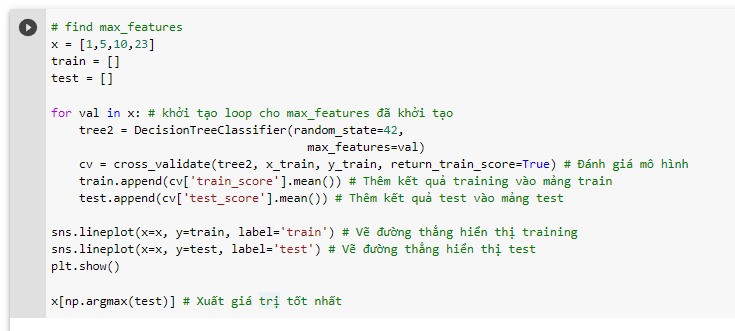 # find max_features
x = [1,5,10,23]
train = []
test = []
for val in x: # khởi tạo loop cho max_features đã khởi tạo
    tree2 = DecisionTreeClassifier(random_state=42,
                                   max_features=val)
    cv = cross_validate(tree2, x_train, y_train, return_train_score=True) # Đánh giá mô hình
    train.append(cv['train_score'].mean()) # Thêm kết quả training vào mảng train
    test.append(cv['test_score'].mean()) # Thêm kết quả test vào mảng test
sns.lineplot(x=x, y=train, label='train') # Vẽ đường thẳng hiển thị training
sns.lineplot(x=x, y=test, label='test') # Vẽ đường thẳng hiển thị test
plt.show()
x[np.argmax(test)] # Xuất giá trị tốt nhất